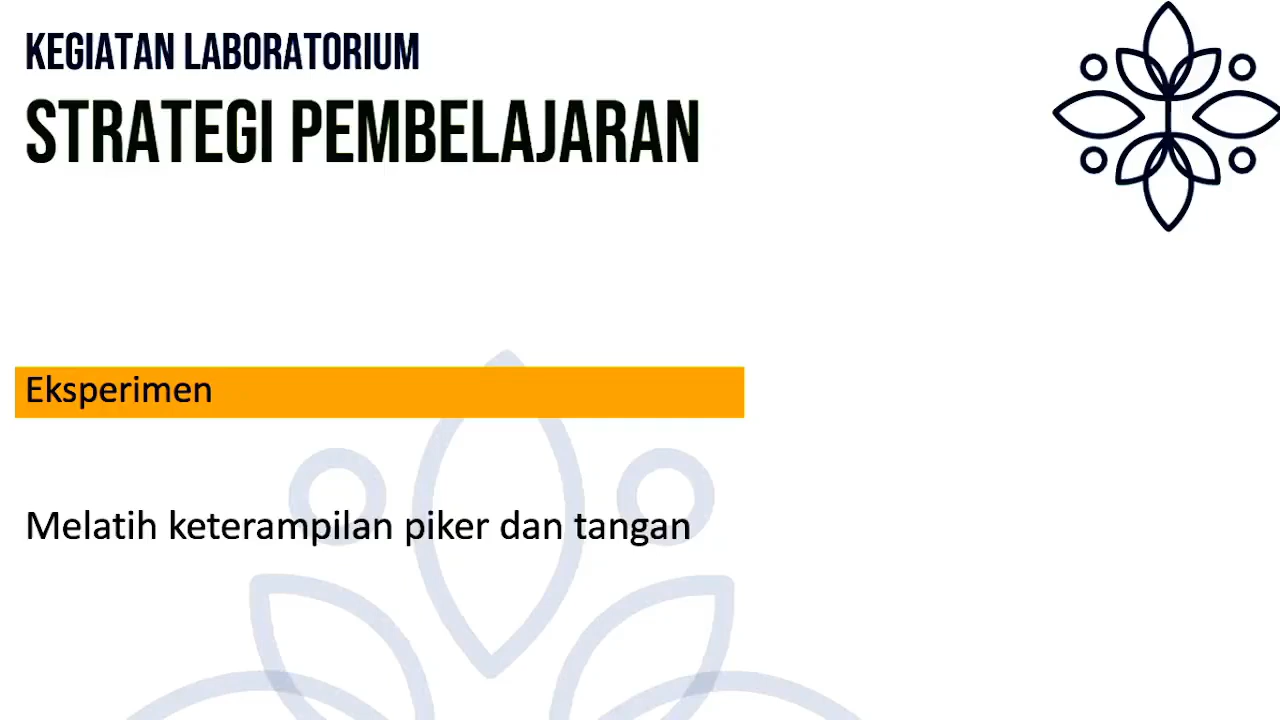 KEGIATAN LABORATORIUM
STRATEGI PEMBELAJARAN
Eksperimen
Melatih keterampilan piker dan tangan